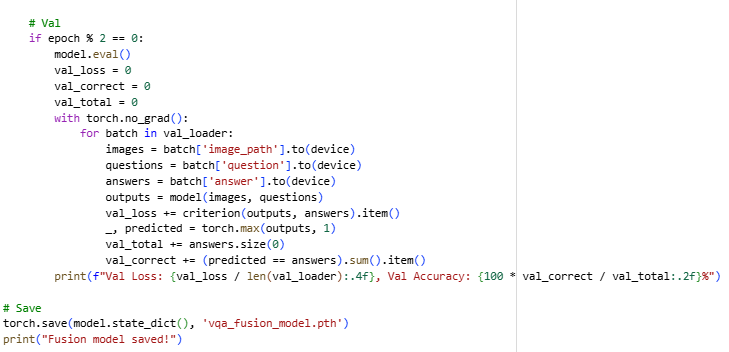 # Val
if epoch % 2 == 0:
model.eval()
val_loss = 0
val_correct = 0
val_total = 0
with torch.no_grad():
for batch in val_loader:
images = batch['image_path'].to(device)
questions = batch['question'].to(device)
answers = batch['answer'].to(device)
outputs = model(images, questions)
val_loss += criterion(outputs, answers).item()
_, predicted = torch.max(outputs, 1)
val_total += answers.size(0)
val_correct += (predicted == answers).sum().item()
print(f"Val Loss: {val_loss / len(val_loader):.4f}, Val Accuracy: {100 * val_correct / val_total:.2f}%")
# Save
torch.save(model.state_dict(), 'vqa_fusion_model.pth')
print("Fusion model saved!")